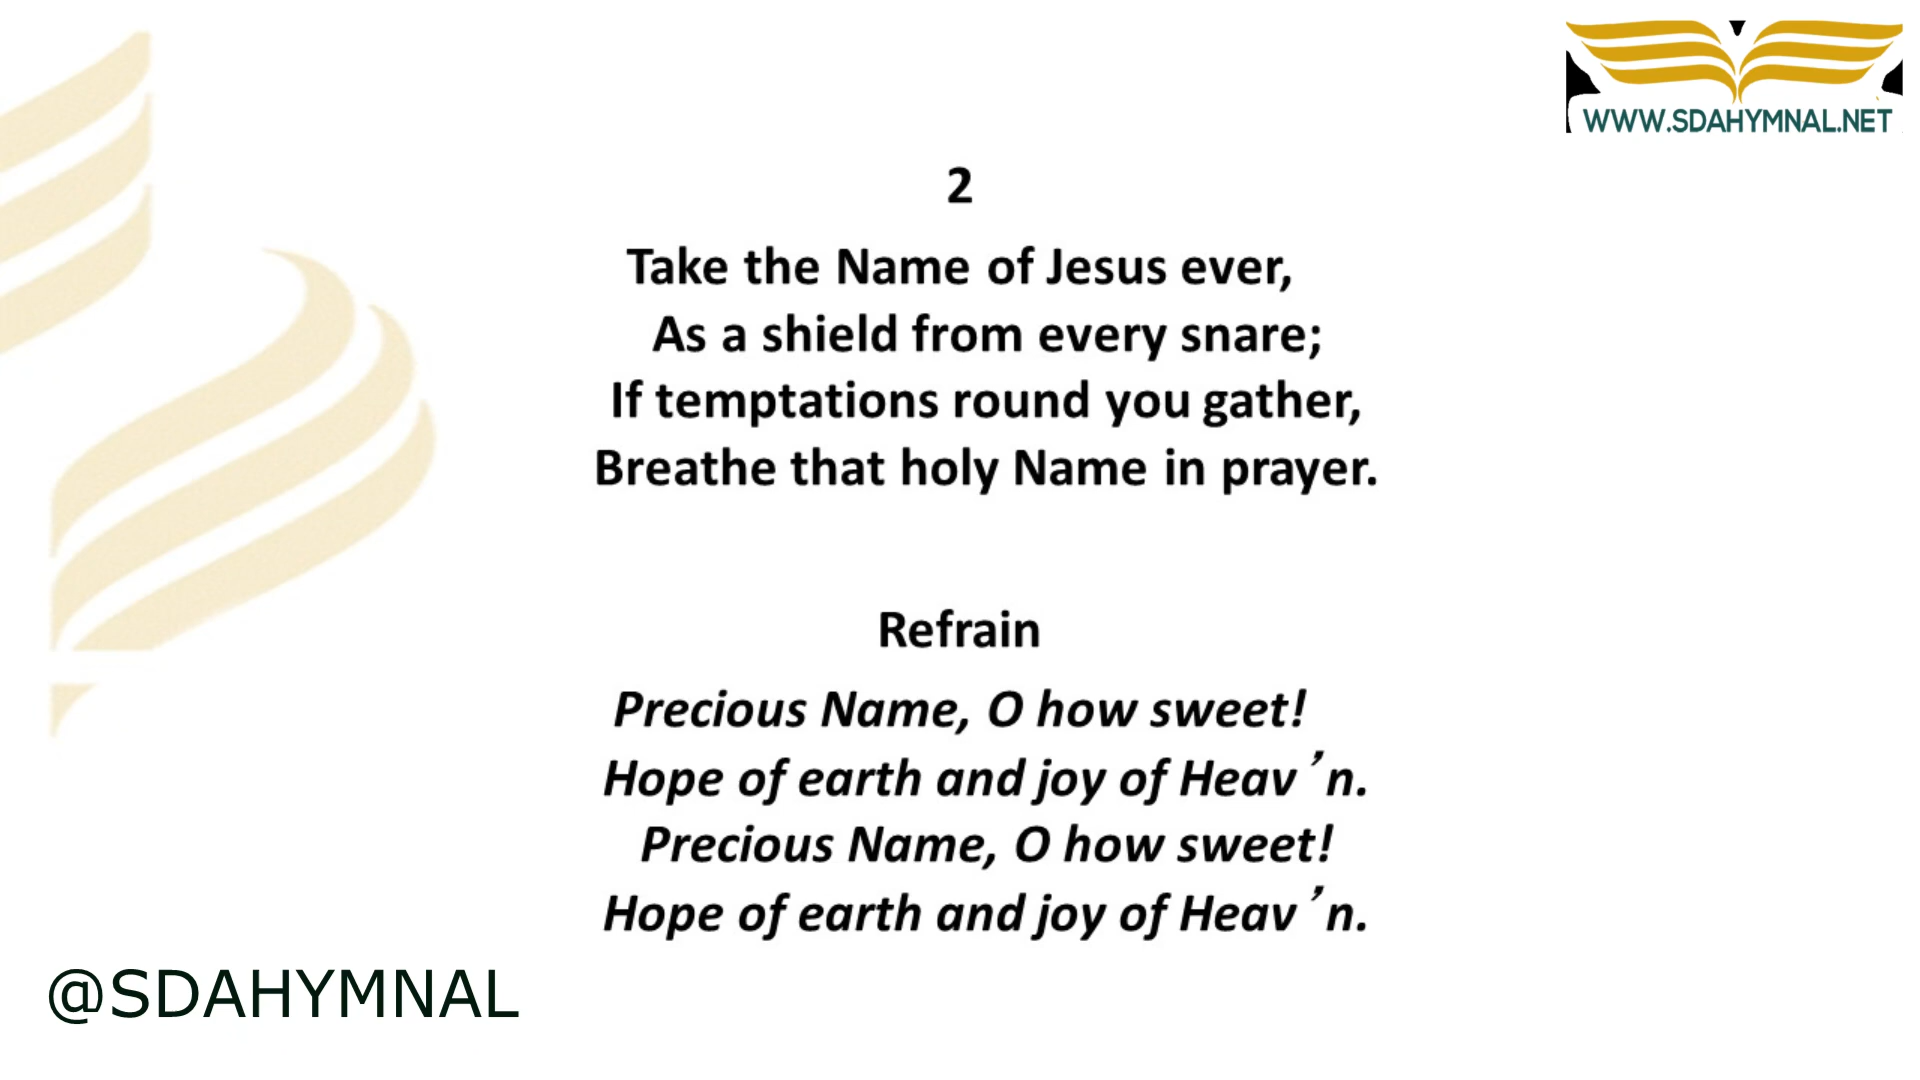 WWW.SDAHYMNAL.NET
2
Take the Name of Jesus ever,
As a shield from every snare;
If temptations round you gather,
Breathe that holy Name in prayer.
Refrain
Precious Name, O how sweet!
Hope of earth and joy of Heav’n.
Precious Name, O how sweet!
Hope of earth and joy of Heav’n.
@SDAHYMNAL